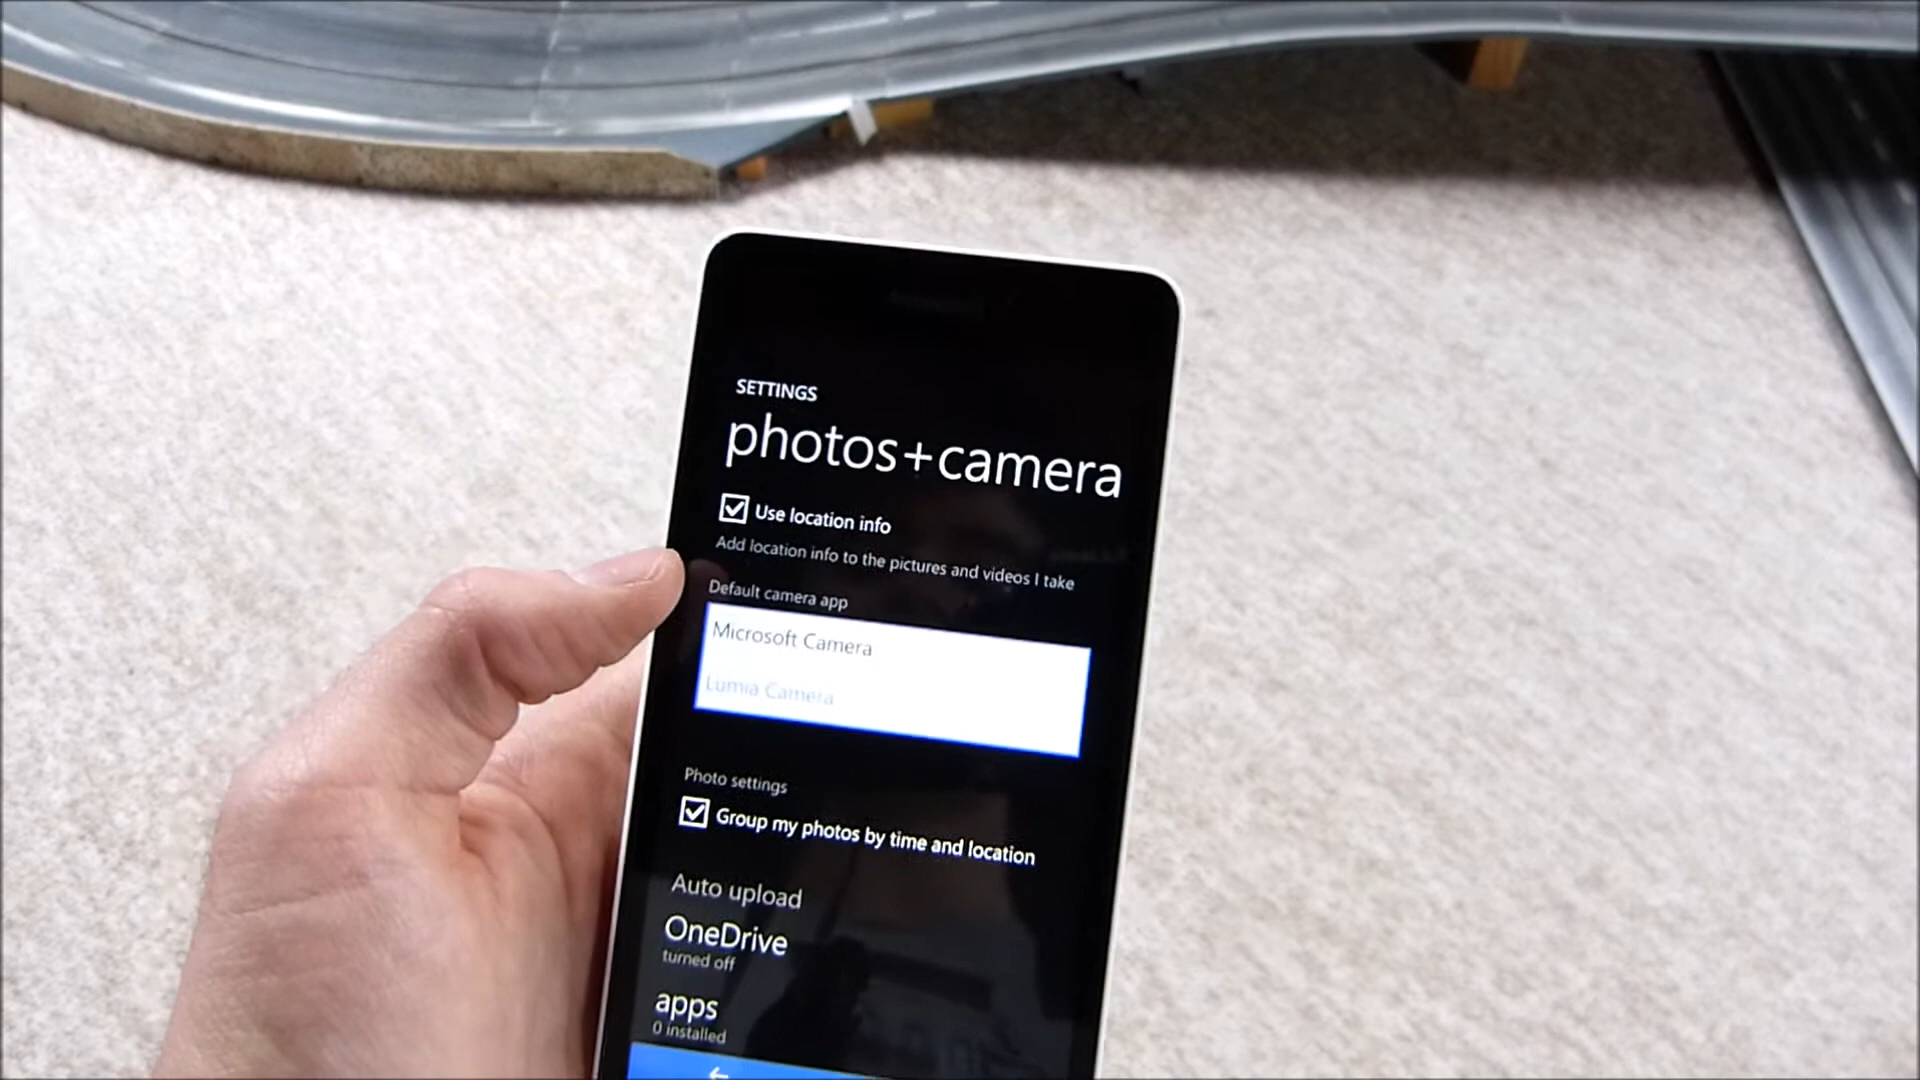 SETTINGS
photos+camera
Use location info
Add location info to the pictures and videos I take
Default camera app
Microsoft Camera
Lumia Camera
Photo settings
Group my photos by time and location
Auto upload
OneDrive
turned off
apps
0 installed